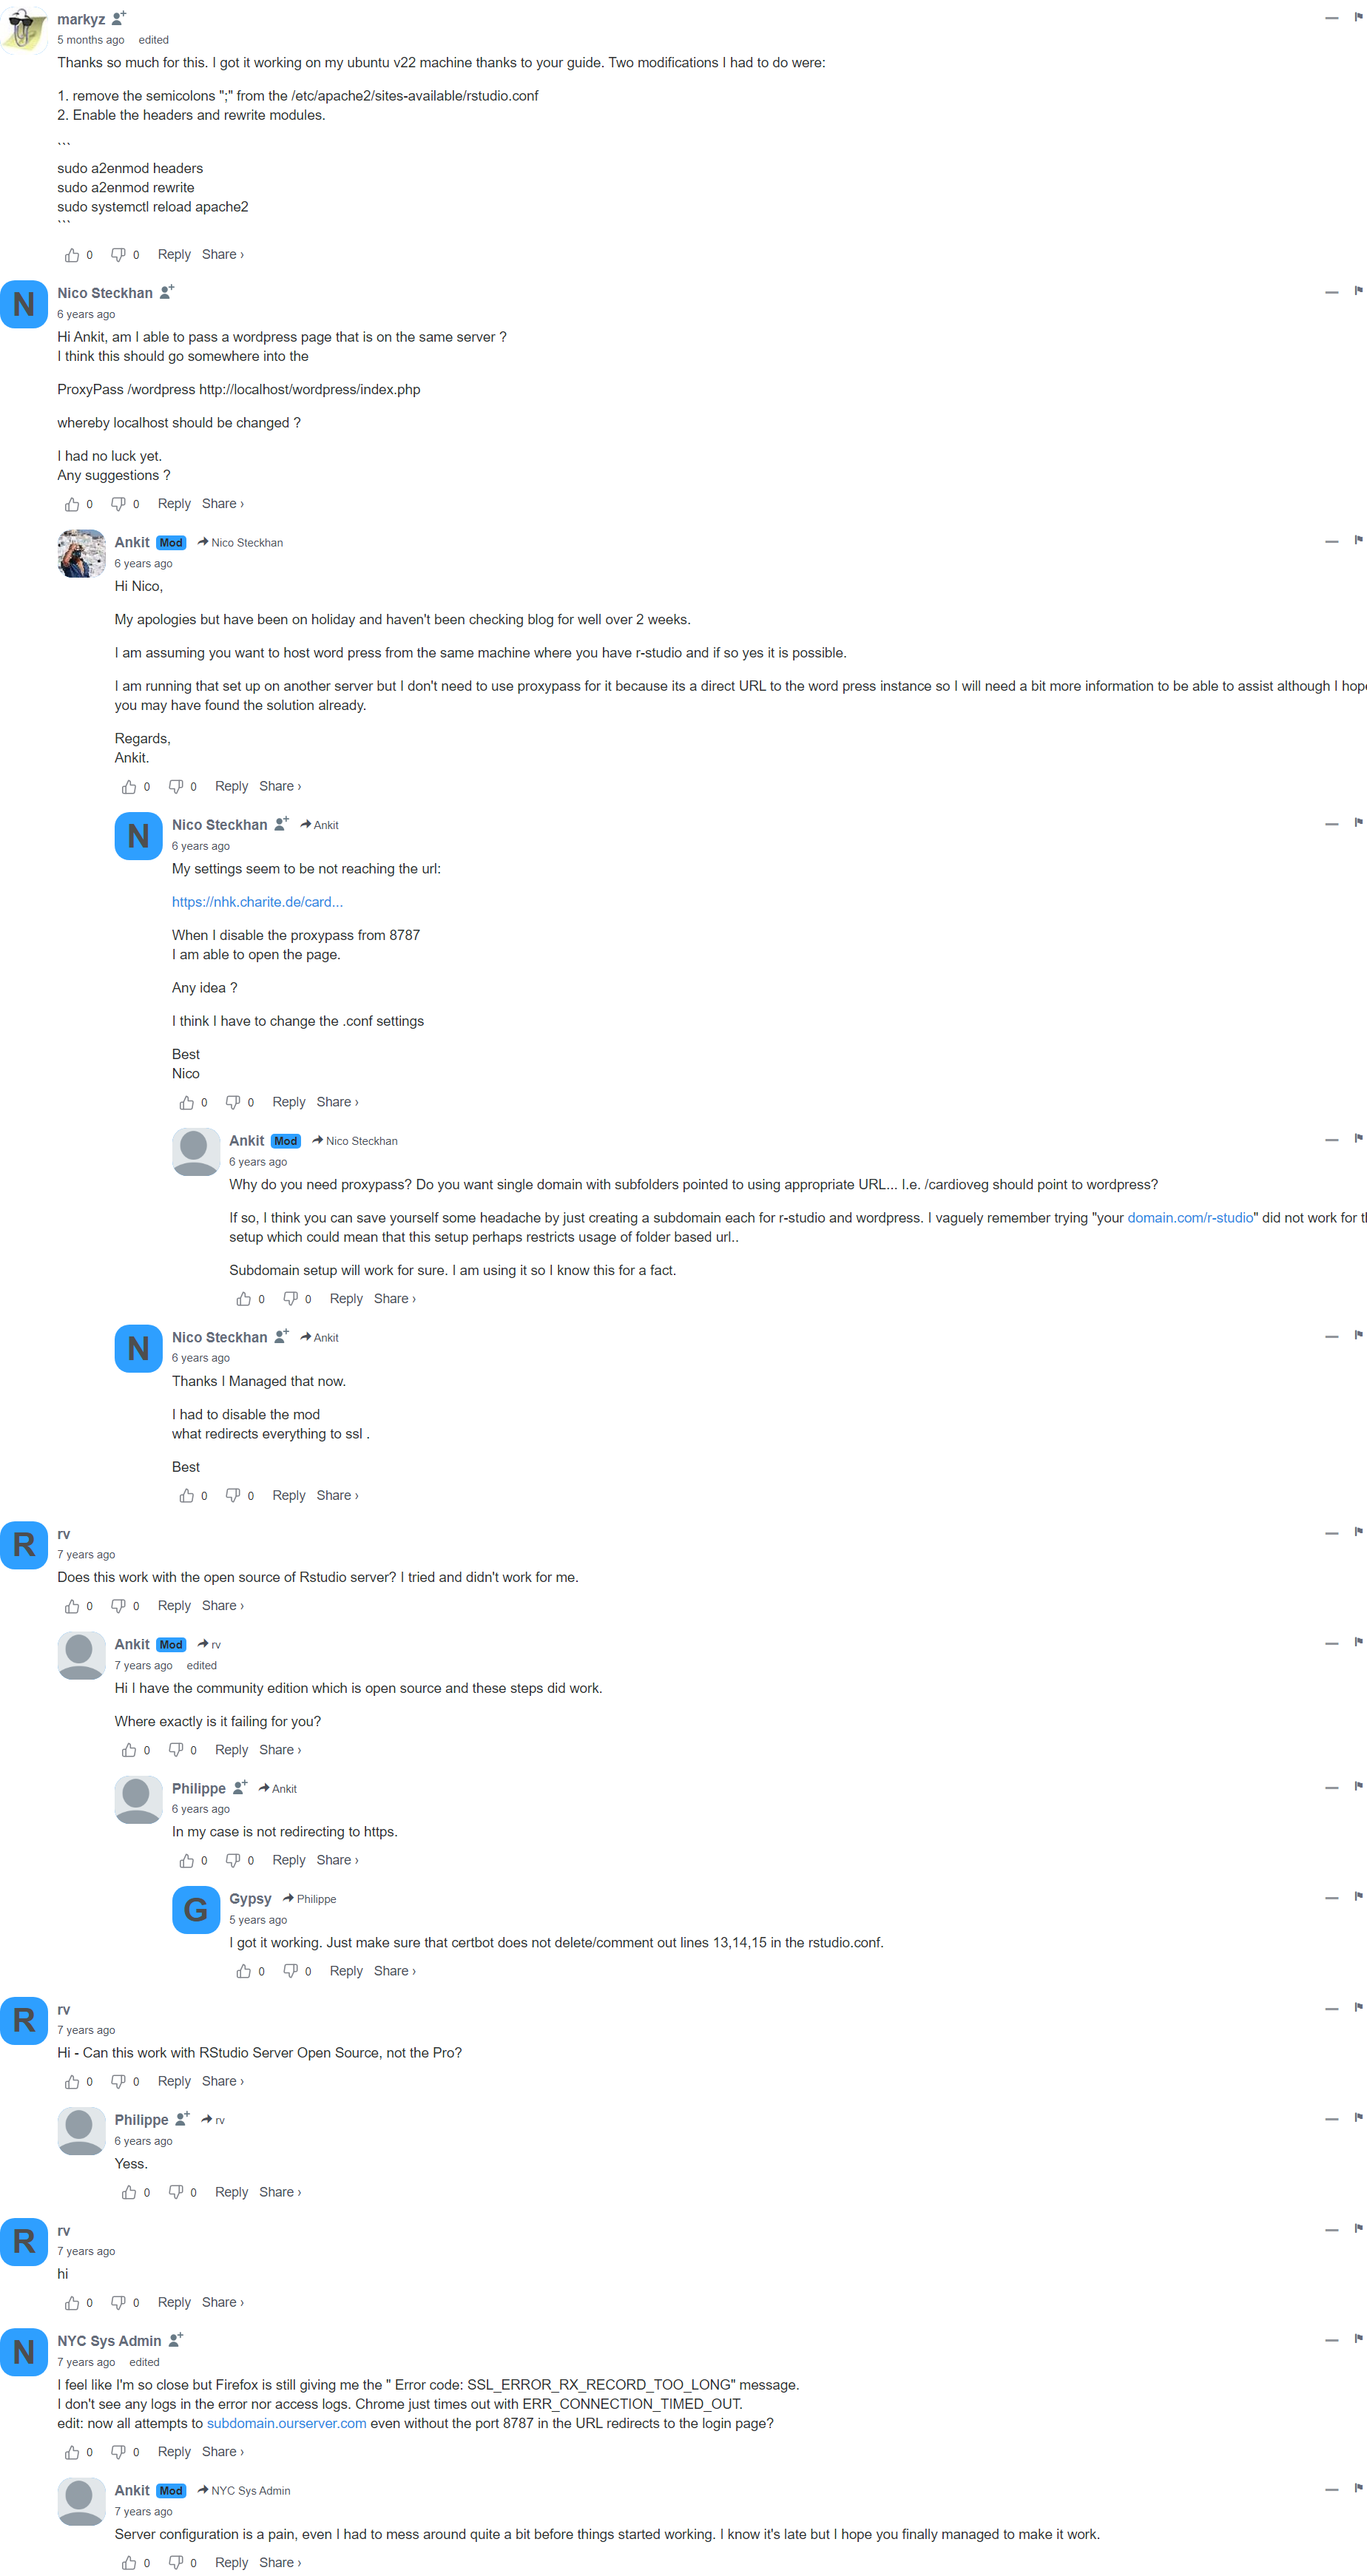 markyz
5 months ago edited
Thanks so much for this. I got it working on my ubuntu v22 machine thanks to your guide. Two modifications I had to do were:
1. remove the semicolons ";" from the /etc/apache2/sites-available/rstudio.conf
2. Enable the headers and rewrite modules.
```
sudo a2enmod headers
sudo a2enmod rewrite
sudo systemctl reload apache2
```
0 0 Reply Share ›
N
Nico Steckhan
6 years ago
Hi Ankit, am I able to pass a wordpress page that is on the same server ?
I think this should go somewhere into the
ProxyPass /wordpress http://localhost/wordpress/index.php
whereby localhost should be changed ?
I had no luck yet.
Any suggestions ?
0 0 Reply Share ›
Ankit Mod Nico Steckhan
6 years ago
Hi Nico,
My apologies but have been on holiday and haven't been checking blog for well over 2 weeks.
I am assuming you want to host word press from the same machine where you have r-studio and if so yes it is possible.
I am running that set up on another server but I don't need to use proxypass for it because its a direct URL to the word press instance so I will need a bit more information to be able to assist although I hope
you may have found the solution already.
Regards,
Ankit.
0 0 Reply Share ›
N
Nico Steckhan Ankit
6 years ago
My settings seem to be not reaching the url:
https://nhk.charite.de/card...
When I disable the proxypass from 8787
I am able to open the page.
Any idea ?
I think I have to change the .conf settings
Best
Nico
0 0 Reply Share ›
Ankit Mod Nico Steckhan
6 years ago
Why do you need proxypass? Do you want single domain with subfolders pointed to using appropriate URL... I.e. /cardioveg should point to wordpress?
If so, I think you can save yourself some headache by just creating a subdomain each for r-studio and wordpress. I vaguely remember trying "your domain.com/r-studio" did not work for
setup which could mean that this setup perhaps restricts usage of folder based url..
Subdomain setup will work for sure. I am using it so I know this for a fact.
0 0 Reply Share ›
N
Nico Steckhan Ankit
6 years ago
Thanks I Managed that now.
I had to disable the mod
what redirects everything to ssl .
Best
0 0 Reply Share ›
R
rv
7 years ago
Does this work with the open source of Rstudio server? I tried and didn't work for me.
0 0 Reply Share ›
Ankit Mod rv
7 years ago edited
Hi I have the community edition which is open source and these steps did work.
Where exactly is it failing for you?
0 0 Reply Share ›
Philippe Ankit
6 years ago
In my case is not redirecting to https.
0 0 Reply Share ›
G
Gypsy Philippe
5 years ago
I got it working. Just make sure that certbot does not delete/comment out lines 13,14,15 in the rstudio.conf.
0 0 Reply Share ›
R
rv
7 years ago
Hi - Can this work with RStudio Server Open Source, not the Pro?
0 0 Reply Share ›
Philippe rv
6 years ago
Yess.
0 0 Reply Share ›
R
rv
7 years ago
hi
0 0 Reply Share ›
N
NYC Sys Admin
7 years ago edited
I feel like I'm so close but Firefox is still giving me the " Error code: SSL_ERROR_RX_RECORD_TOO_LONG" message.
I don't see any logs in the error nor access logs. Chrome just times out with ERR_CONNECTION_TIMED_OUT.
edit: now all attempts to subdomain.ourserver.com even without the port 8787 in the URL redirects to the login page?
0 0 Reply Share ›
Ankit Mod NYC Sys Admin
7 years ago
Server configuration is a pain, even I had to mess around quite a bit before things started working. I know it's late but I hope you finally managed to make it work.
0 0 Reply Share ›